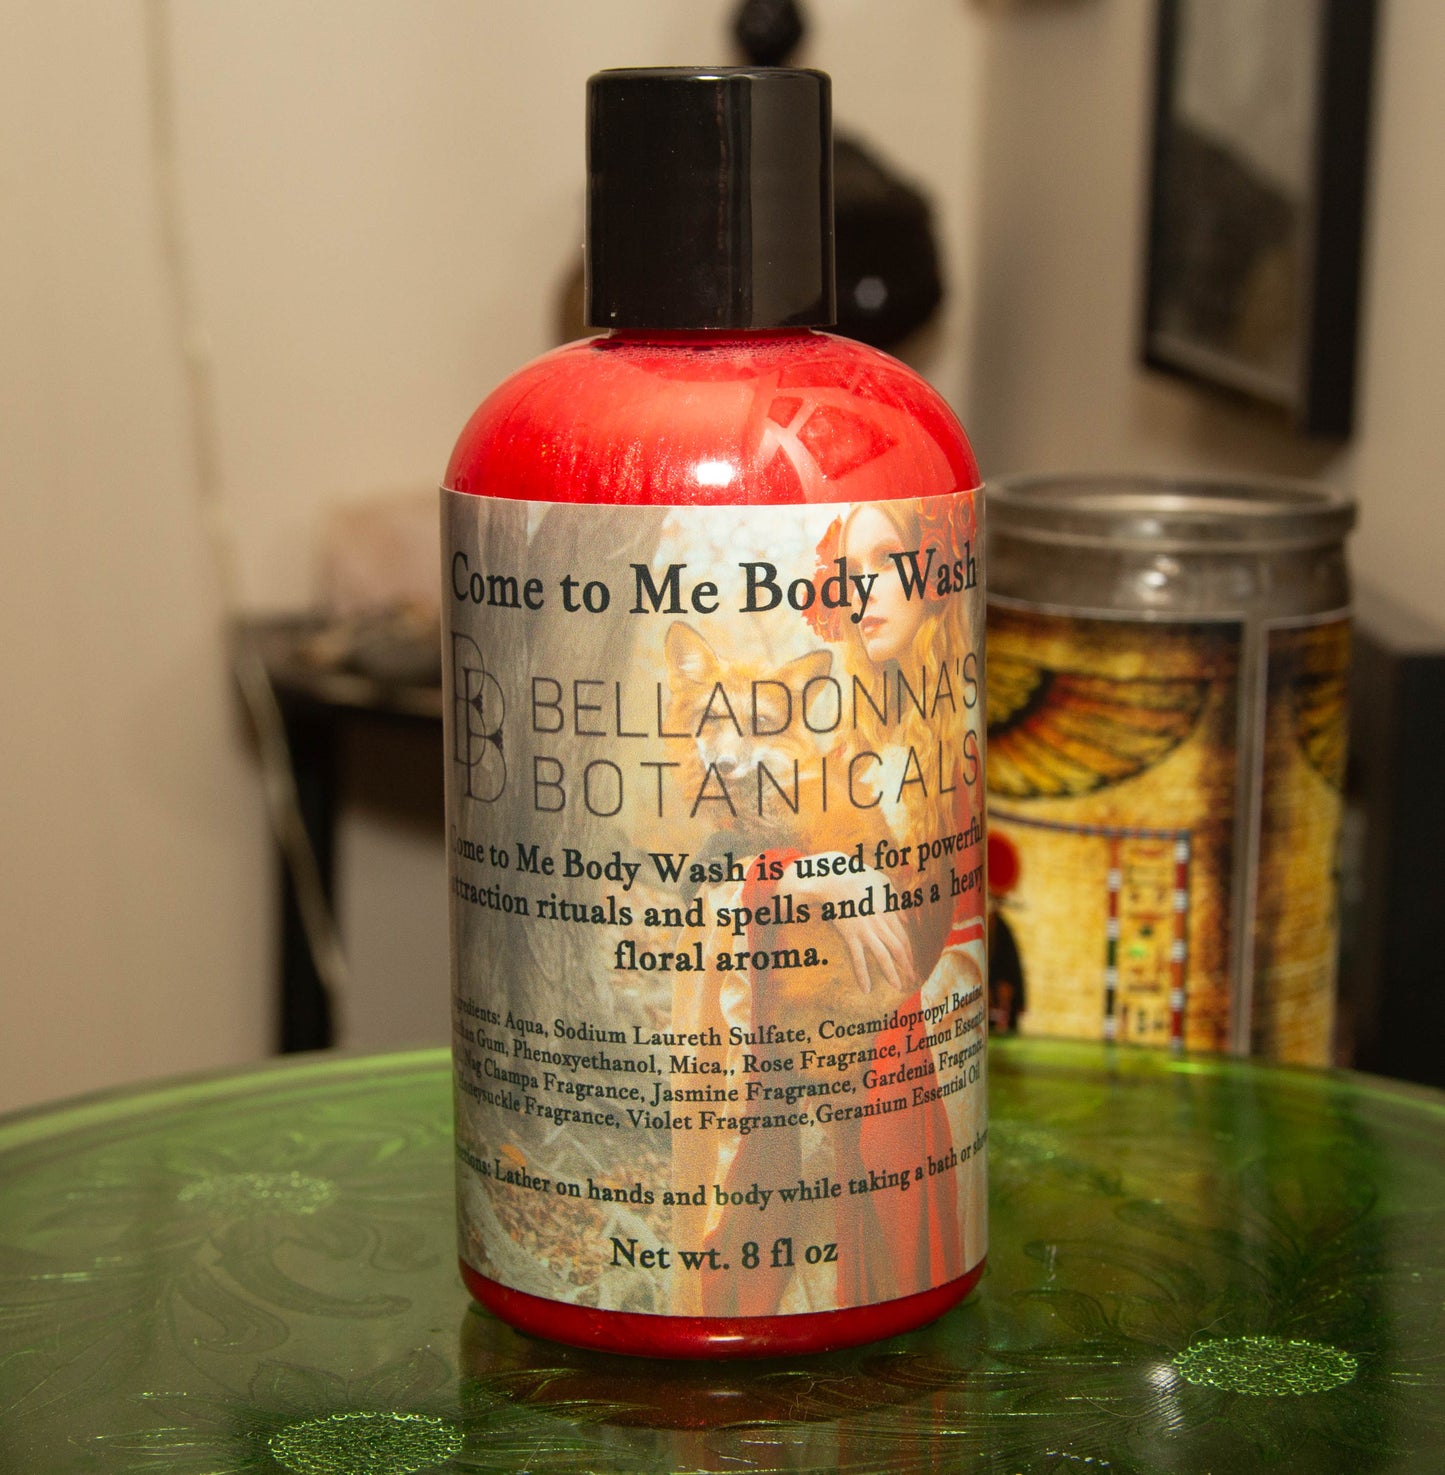 Come to Me Body Wash
BB BELLADONNA'S
BOTANICALS
Come to Me Body Wash is used for powerful
attraction rituals and spells and has a heavy
floral aroma.
Ingredients: Aqua, Sodium Laureth Sulfate, Cocamidopropyl Betaine,
Gum, Phenoxyethanol, Mica,, Rose Fragrance, Lemon Essential
Nag Champa Fragrance, Jasmine Fragrance, Gardenia Fragrance,
Honeysuckle Fragrance, Violet Fragrance,Geranium Essential Oil
Directions: Lather on hands and body while taking a bath or shower
Net wt. 8 fl oz